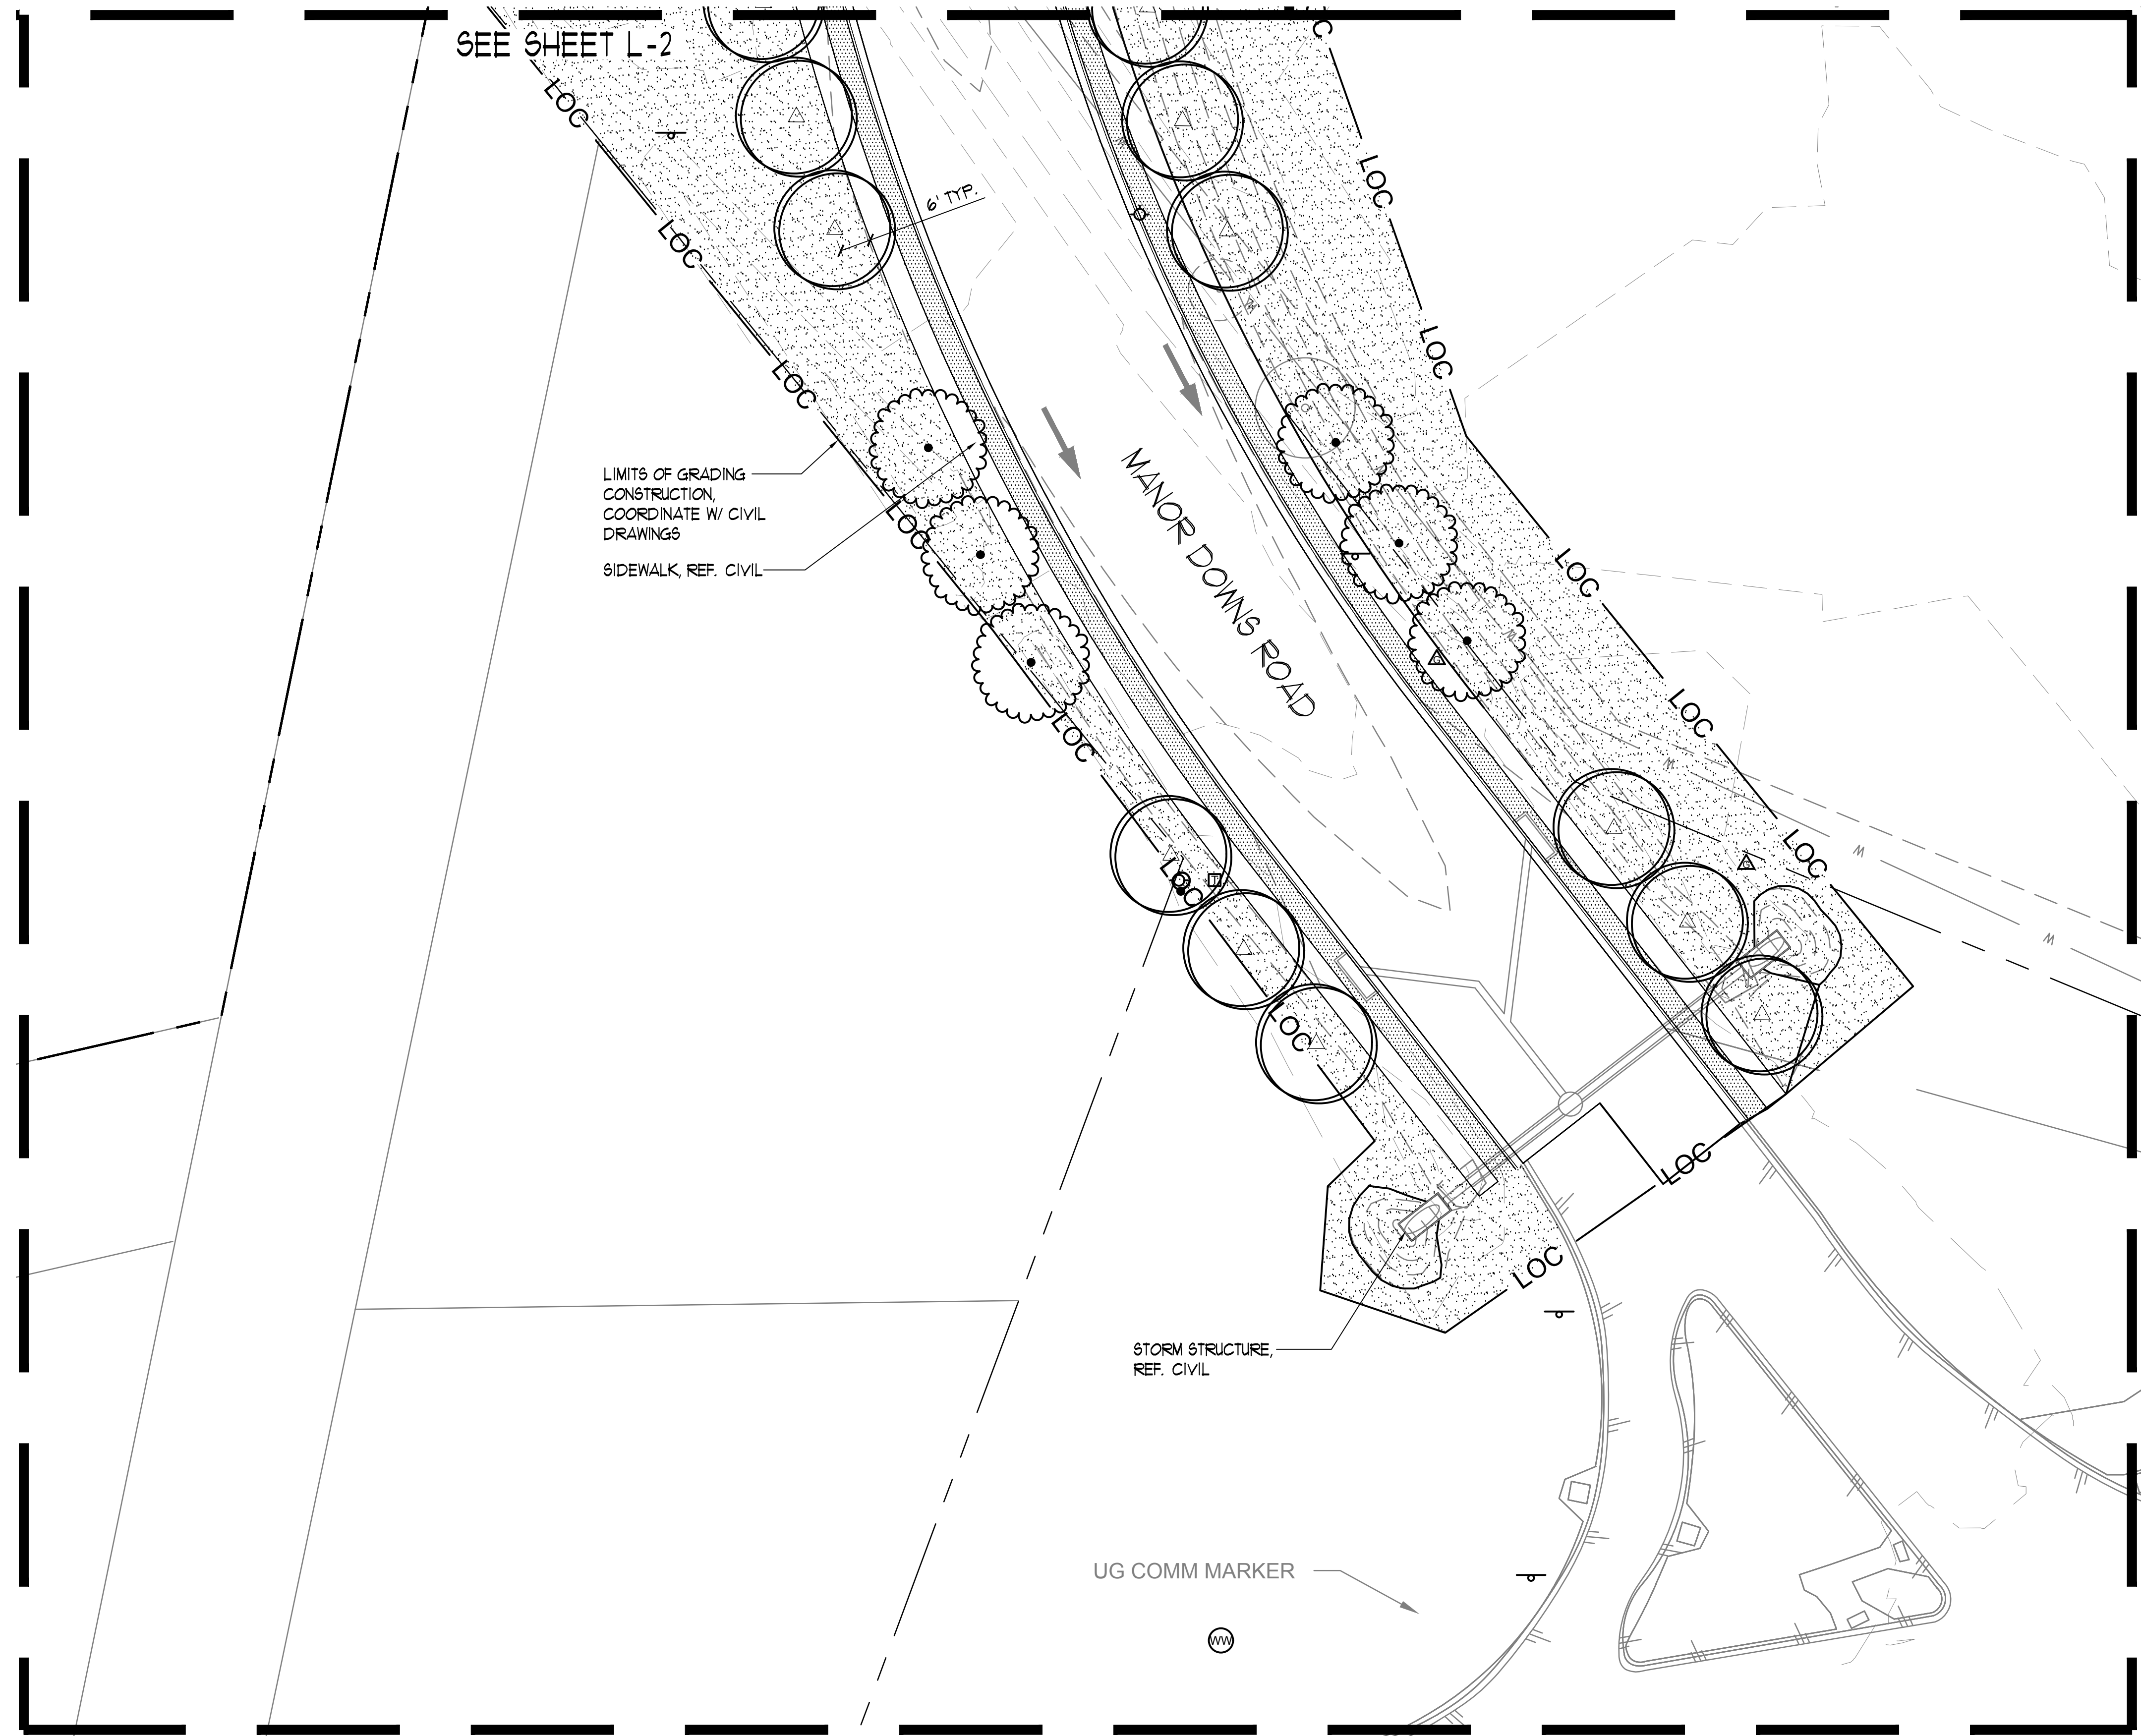 SEE SHEET L-2
LOC
LOC
LOC
6' TYP.
LOC
LOC
LOC
LOC
LIMITS OF GRADING
CONSTRUCTION,
COORDINATE W/ CIVIL
DRAWINGS
SIDEWALK, REF. CIVIL
LOC
MANOR DOWNS ROAD
LOC
LOC
LOC
G
W
W
LOC
G
W
LOC
T
W
LOC
LOC
LOC
STORM STRUCTURE,
REF. CIVIL
UG COMM MARKER
WW